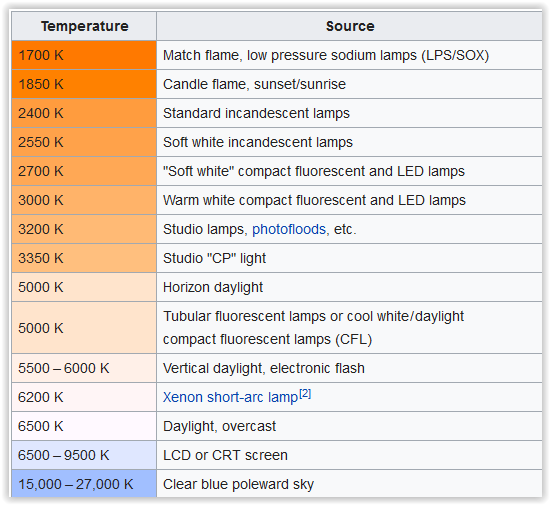 Temperature Source
1700 K Match flame, low pressure sodium lamps (LPS/SOX)
1850 K Candle flame, sunset/sunrise
2400 K Standard incandescent lamps
2550 K Soft white incandescent lamps
2700 K "Soft white" compact fluorescent and LED lamps
3000 K Warm white compact fluorescent and LED lamps
3200 K Studio lamps, photofloods, etc.
3350 K Studio "CP" light
5000 K Horizon daylight
5000 K Tubular fluorescent lamps or cool white/daylight
compact fluorescent lamps (CFL)
5500 – 6000 K Vertical daylight, electronic flash
6200 K Xenon short-arc lamp[2]
6500 K Daylight, overcast
6500 – 9500 K LCD or CRT screen
15,000 – 27,000 K Clear blue poleward sky